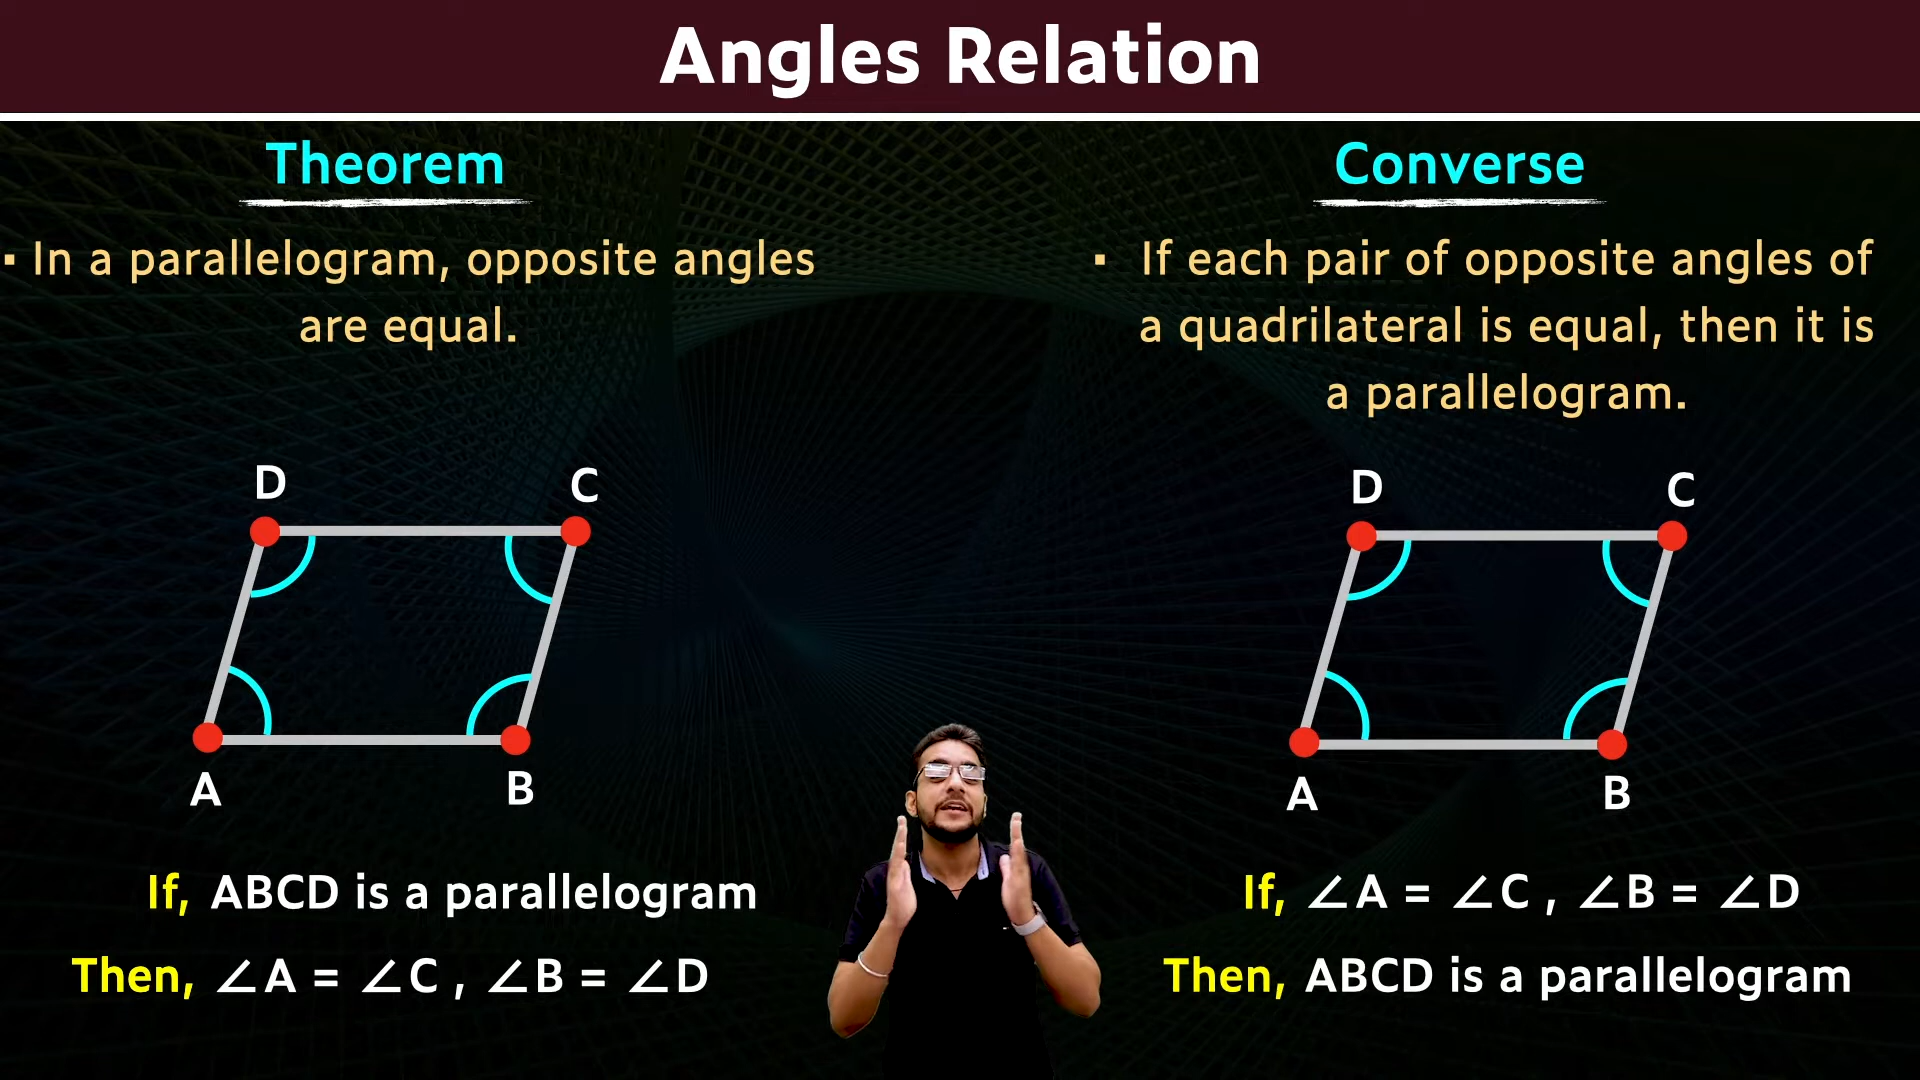 Angles Relation
Theorem
▪ In a parallelogram, opposite angles
are equal.
D
C
A
B
If, ABCD is a parallelogram
Then, ∠A = ∠C , ∠B = ∠D
Converse
▪ If each pair of opposite angles of
a quadrilateral is equal, then it is
a parallelogram.
D
C
A
B
If, ∠A = ∠C , ∠B = ∠D
Then, ABCD is a parallelogram